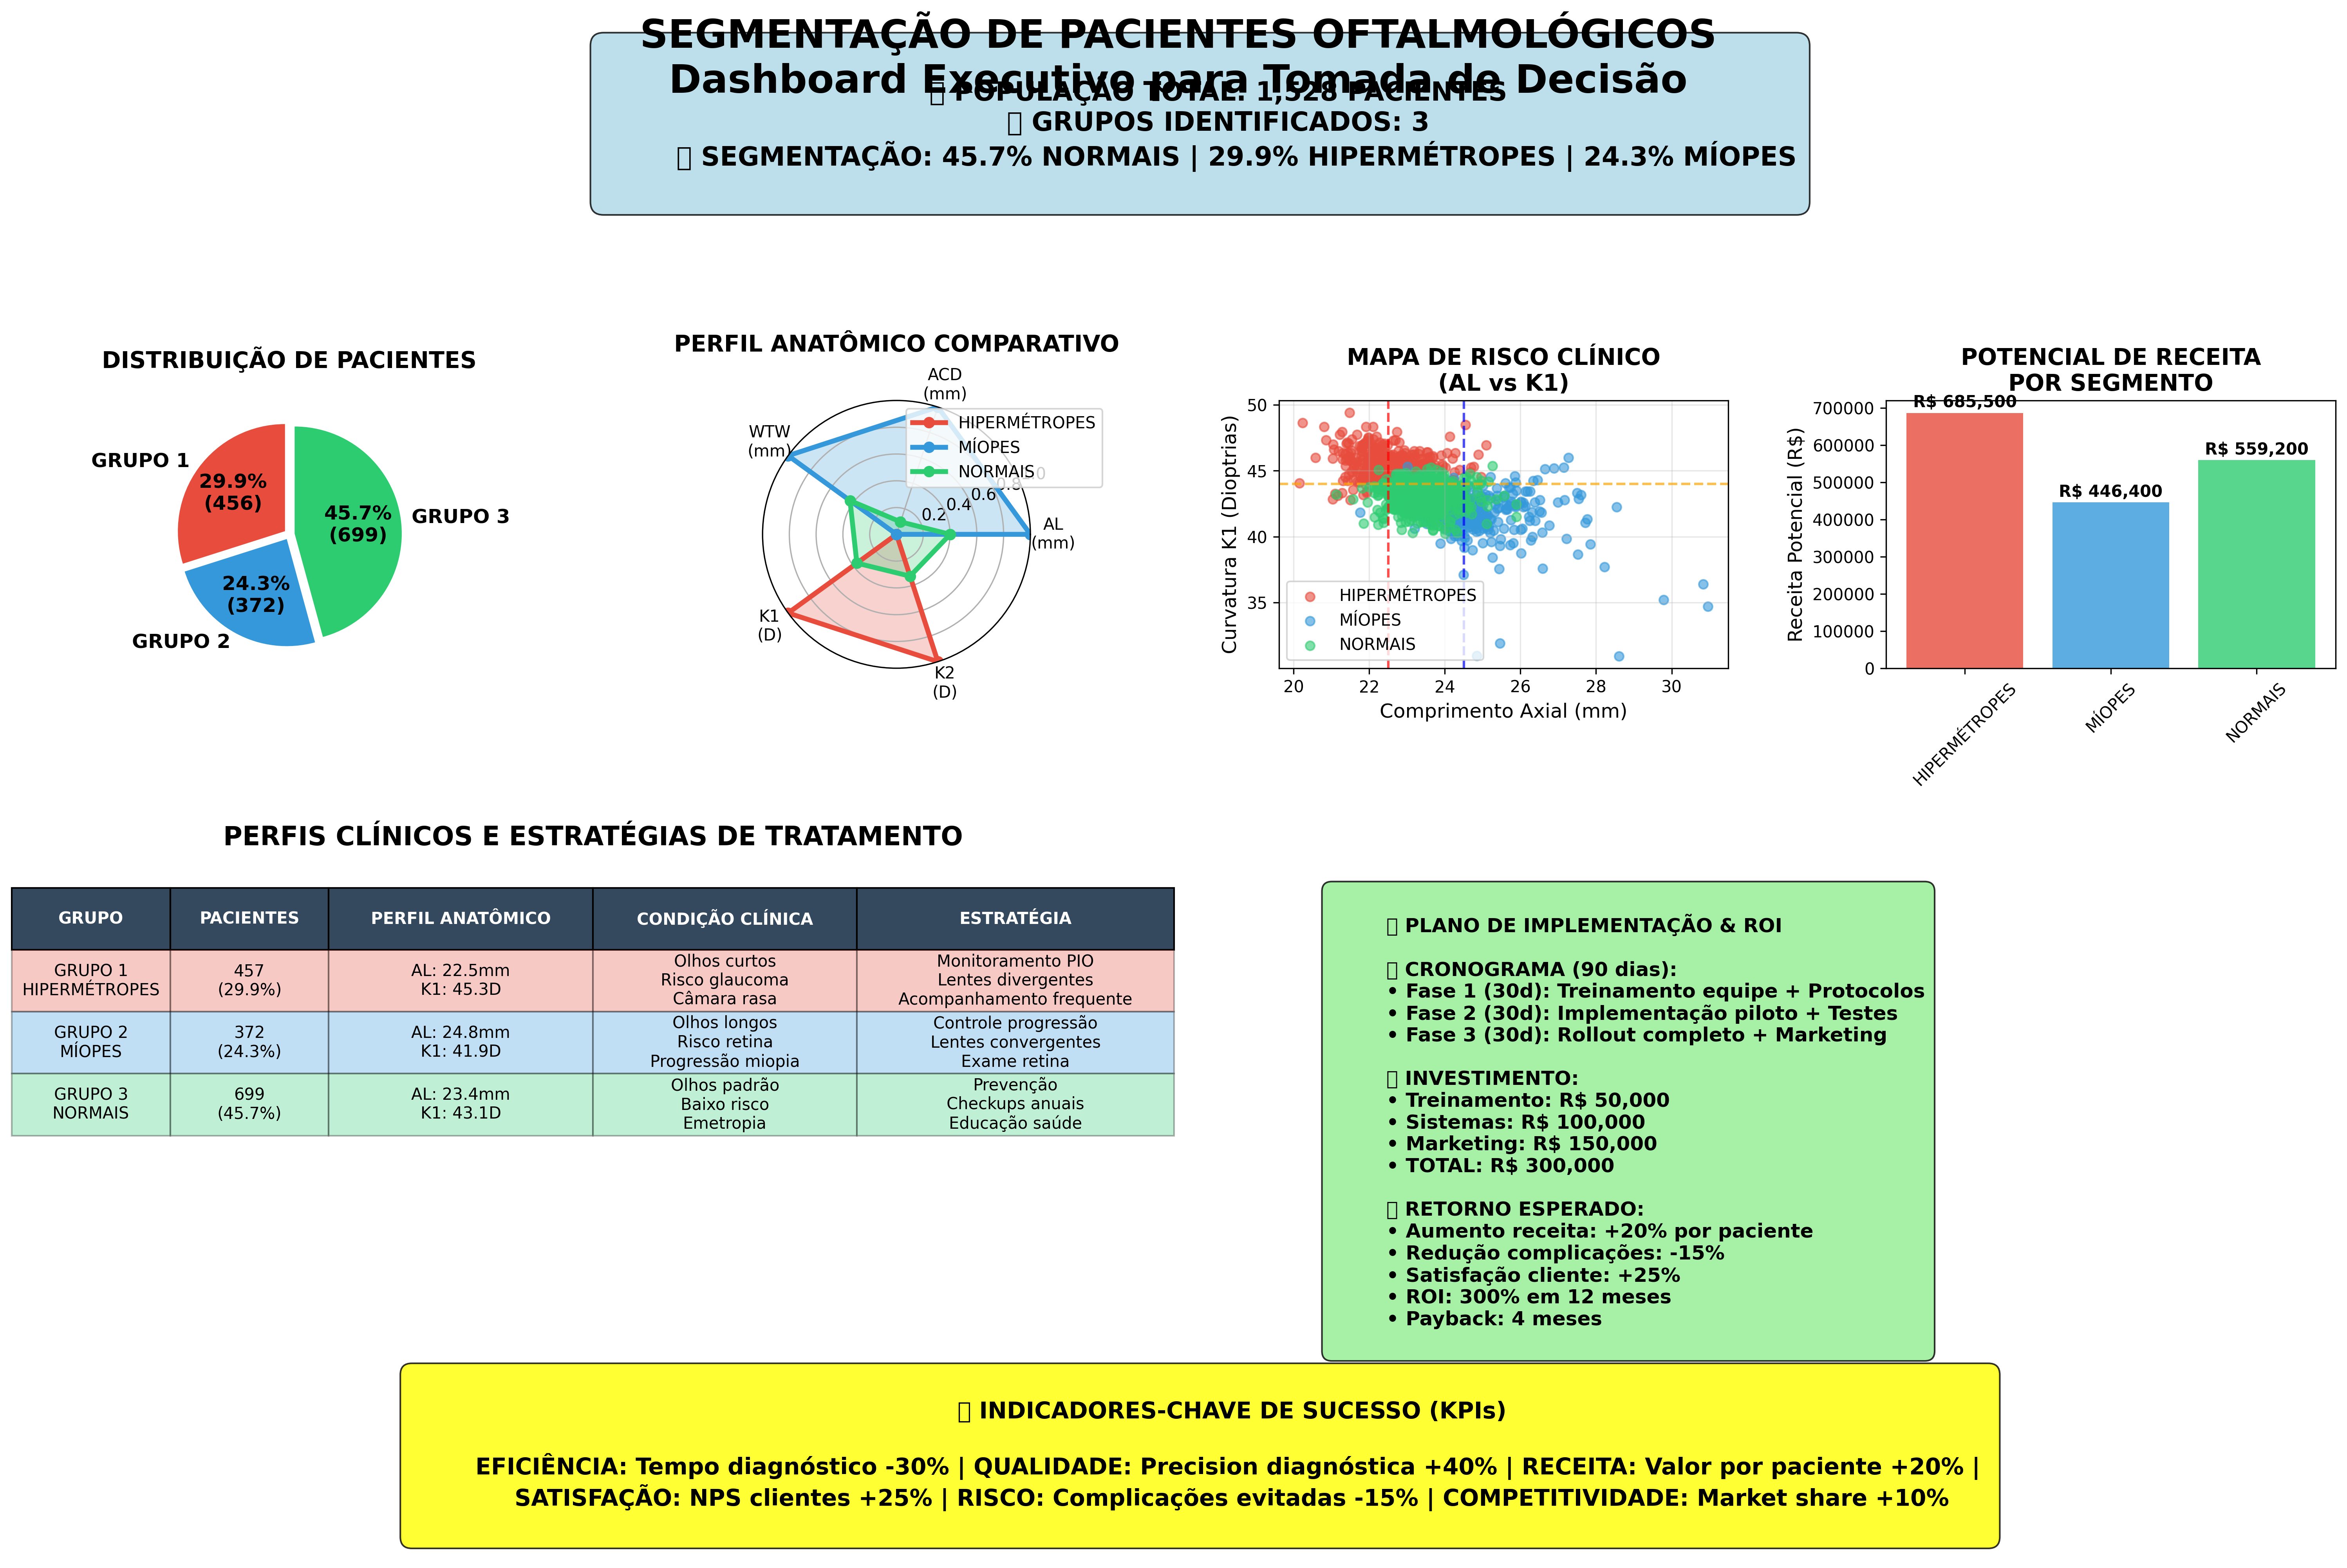 SEGMENTAÇÃO DE PACIENTES OFTALMOLÓGICOS
Dashboard Executivo para Tomada de Decisão
POPULAÇÃO TOTAL: 1,528 PACIENTES
GRUPOS IDENTIFICADOS: 3
SEGMENTAÇÃO: 45.7% NORMAIS | 29.9% HIPERMÉTROPES | 24.3% MÍOPES
DISTRIBUIÇÃO DE PACIENTES
GRUPO 1
29.9%
(456)
45.7%
(699)
GRUPO 3
24.3%
(372)
GRUPO 2
PERFIL ANATÔMICO COMPARATIVO
ACD
(mm)
HIPERMÉTROPES
MÍOPES
NORMAIS
WTW
(mm)
0.2
0.4
0.6
0.8
AL
(mm)
K1
(D)
K2
(D)
MAPA DE RISCO CLÍNICO
(AL vs K1)
Curvatura K1 (Dioptrias)
50
45
40
35
HIPERMÉTROPES
MÍOPES
NORMAIS
20
22
24
26
28
30
Comprimento Axial (mm)
POTENCIAL DE RECEITA
POR SEGMENTO
Receita Potencial (R$)
700000
600000
500000
400000
300000
200000
100000
0
R$ 685,500
R$ 446,400
R$ 559,200
HIPERMÉTROPES
MÍOPES
NORMAIS
PERFIS CLÍNICOS E ESTRATÉGIAS DE TRATAMENTO
GRUPO PACIENTES PERFIL ANATÔMICO CONDIÇÃO CLÍNICA ESTRATÉGIA
GRUPO 1
HIPERMÉTROPES
457
(29.9%)
AL: 22.5mm
K1: 45.3D
Olhos curtos
Risco glaucoma
Câmara rasa
Monitoramento PIO
Lentes divergentes
Acompanhamento frequente
GRUPO 2
MÍOPES
372
(24.3%)
AL: 24.8mm
K1: 41.9D
Olhos longos
Risco retina
Progressão miopia
Controle progressão
Lentes convergentes
Exame retina
GRUPO 3
NORMAIS
699
(45.7%)
AL: 23.4mm
K1: 43.1D
Olhos padrão
Baixo risco
Emetropia
Prevenção
Checkups anuais
Educação saúde
PLANO DE IMPLEMENTAÇÃO & ROI
CRONOGRAMA (90 dias):
• Fase 1 (30d): Treinamento equipe + Protocolos
• Fase 2 (30d): Implementação piloto + Testes
• Fase 3 (30d): Rollout completo + Marketing
INVESTIMENTO:
• Treinamento: R$ 50,000
• Sistemas: R$ 100,000
• Marketing: R$ 150,000
• TOTAL: R$ 300,000
RETORNO ESPERADO:
• Aumento receita: +20% por paciente
• Redução complicações: -15%
• Satisfação cliente: +25%
• ROI: 300% em 12 meses
• Payback: 4 meses
INDICADORES-CHAVE DE SUCESSO (KPIs)
EFICIÊNCIA: Tempo diagnóstico -30% | QUALIDADE: Precision diagnóstica +40% | RECEITA: Valor por paciente +20% |
SATISFAÇÃO: NPS clientes +25% | RISCO: Complicações evitadas -15% | COMPETITIVIDADE: Market share +10%